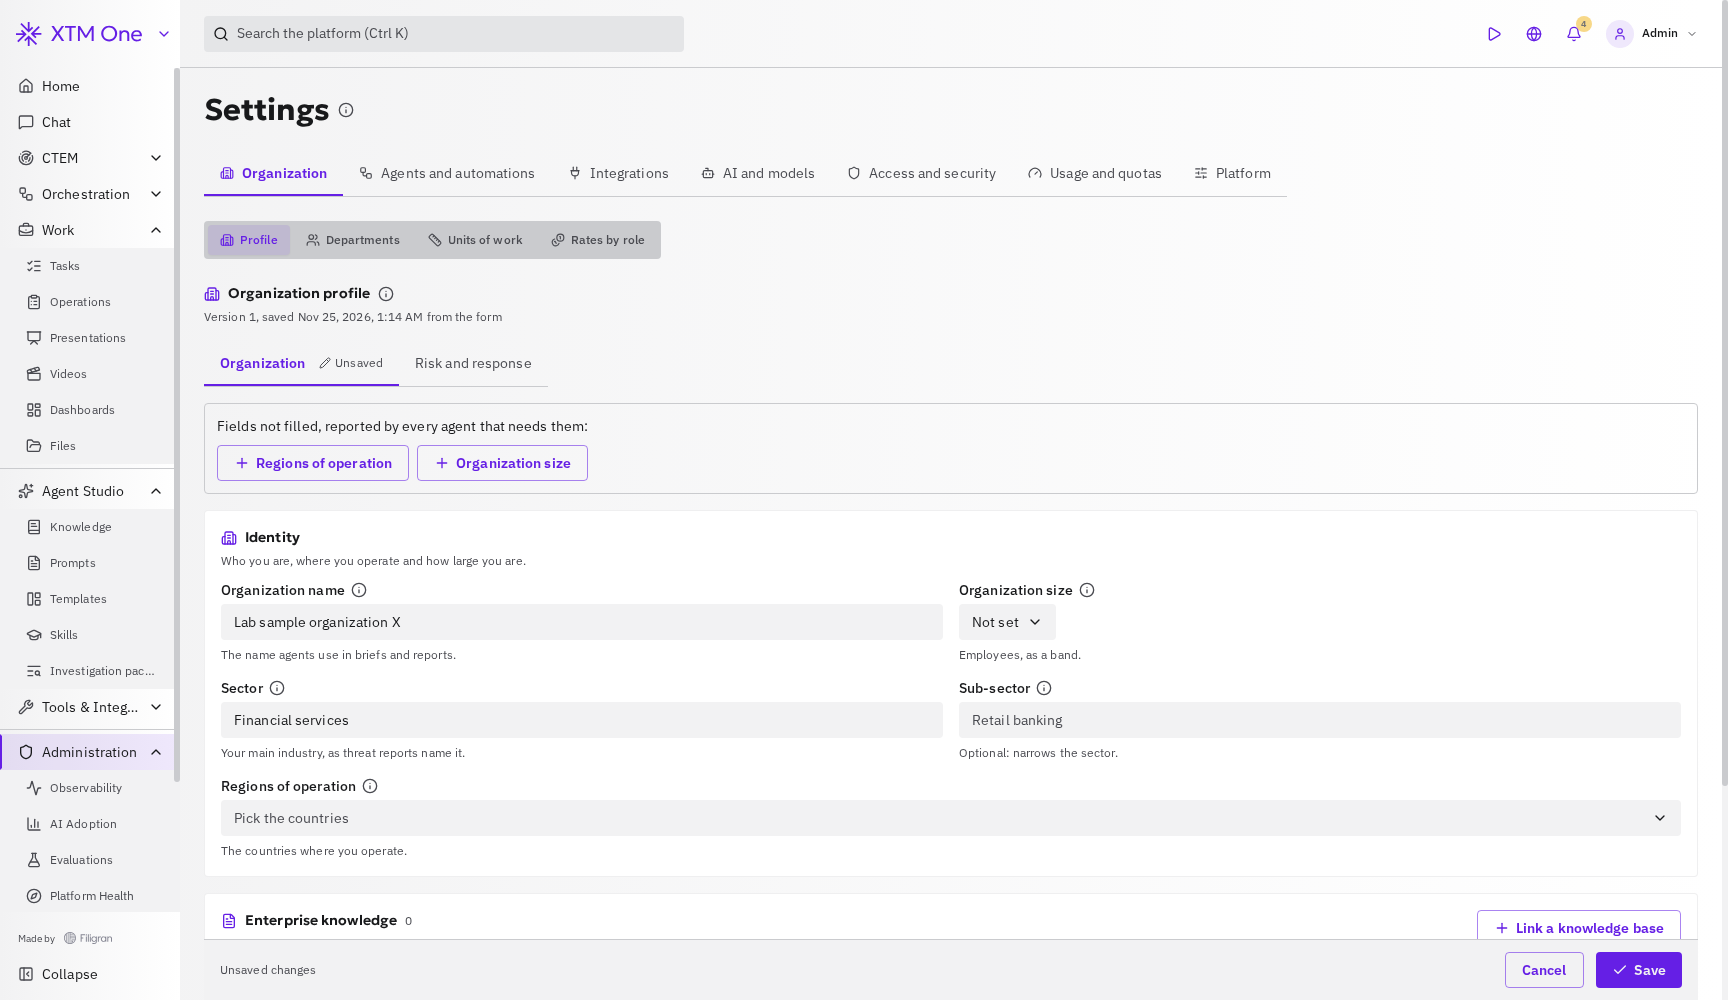 XTM One
Search the platform (Ctrl K)
4
Admin
Home
Chat
CTEM
Orchestration
Work
Tasks
Operations
Presentations
Videos
Dashboards
Files
Agent Studio
Knowledge
Prompts
Templates
Skills
Investigation pac...
Tools & Integ...
Administration
Observability
AI Adoption
Evaluations
Platform Health
Made by Filigran
Collapse
Settings
Organization
Agents and automations
Integrations
AI and models
Access and security
Usage and quotas
Platform
Profile
Departments
Units of work
Rates by role
Organization profile
Version 1, saved Nov 25, 2026, 1:14 AM from the form
Organization
Unsaved
Risk and response
Fields not filled, reported by every agent that needs them:
Regions of operation
Organization size
Identity
Who you are, where you operate and how large you are.
Organization name
Lab sample organization X
The name agents use in briefs and reports.
Organization size
Not set
Employees, as a band.
Sector
Financial services
Your main industry, as threat reports name it.
Sub-sector
Retail banking
Optional: narrows the sector.
Regions of operation
Pick the countries
The countries where you operate.
Enterprise knowledge 0
Link a knowledge base
Unsaved changes
Cancel
Save